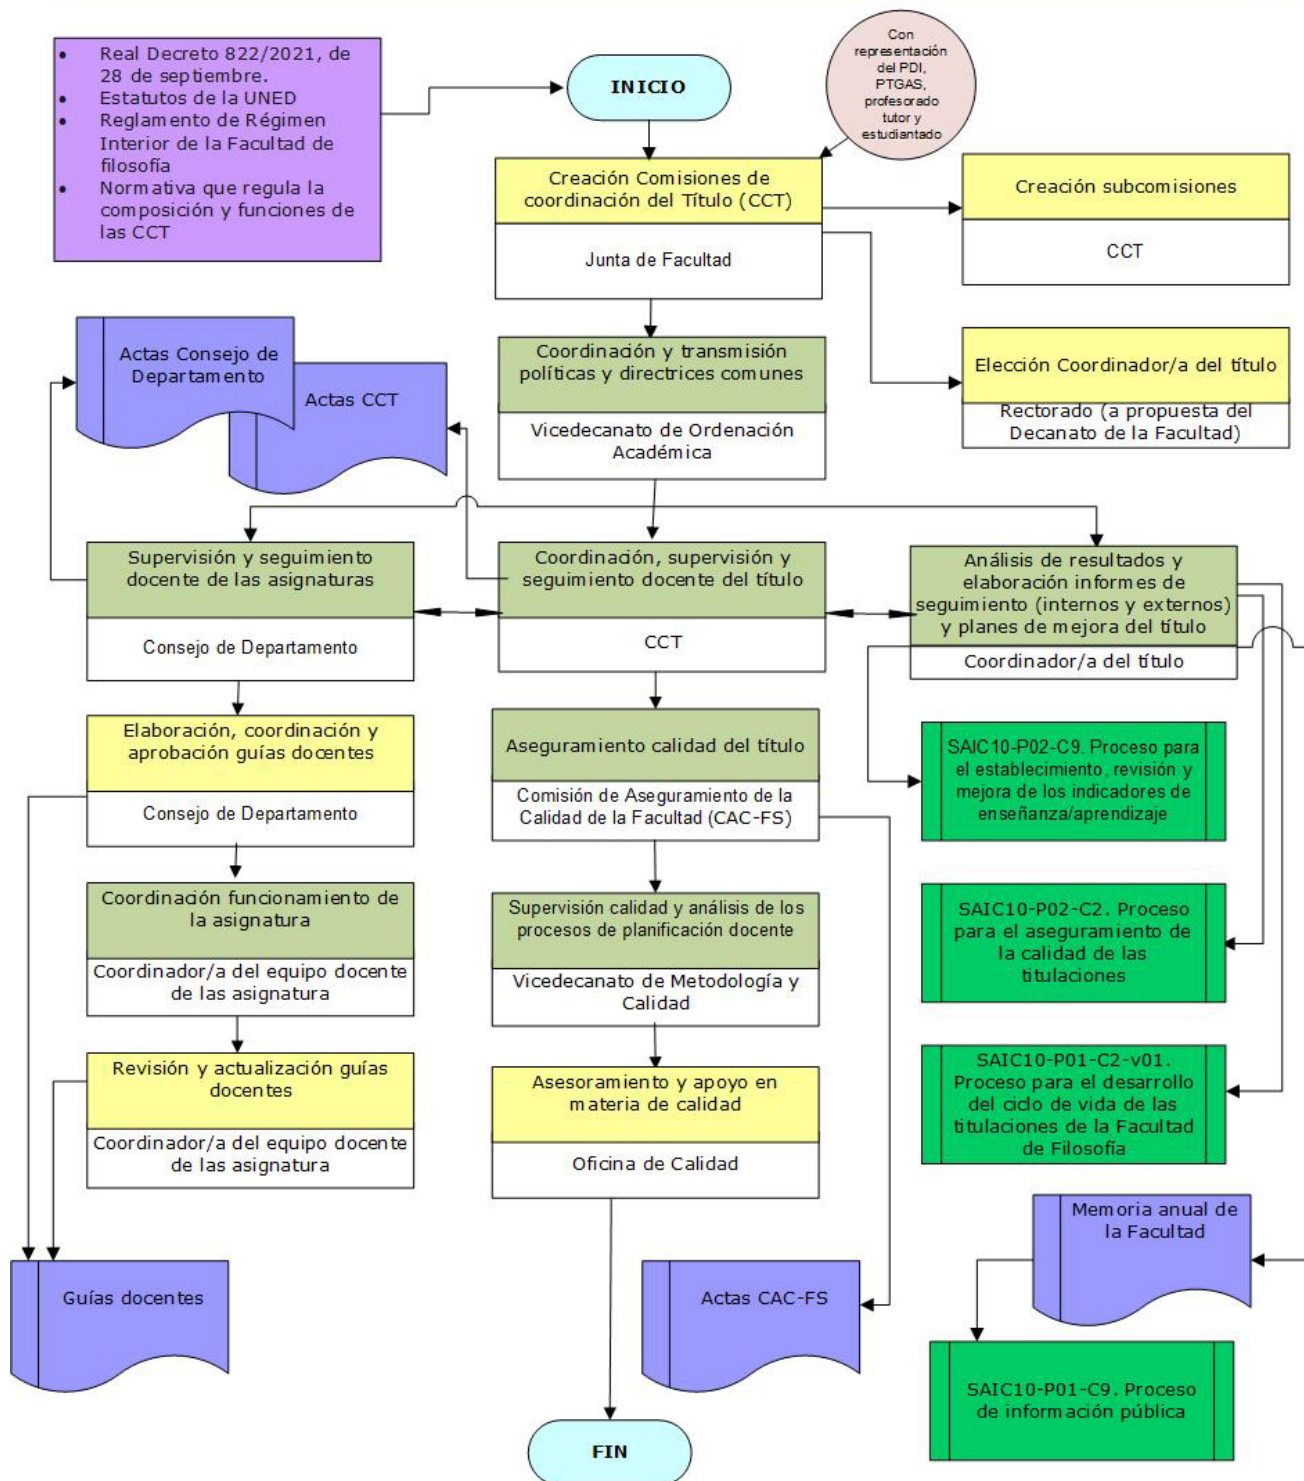 Real Decreto 822/2021, de
28 de septiembre.
Estatutos de la UNED
Reglamento de Régimen
Interior de la Facultad de
filosofía
Normativa que regula la
composición y funciones de
las CCT
INICIO
Con
representación
del PDI,
PTGAS,
profesorado
tutor y
estudiantado
Creación Comisiones de
coordinación del Título (CCT)
Junta de Facultad
Creación subcomisiones
CCT
Elección Coordinador/a del título
Rectorado (a propuesta del
Decanato de la Facultad)
Actas Consejo de
Departamento
Actas CCT
Coordinación y transmisión
políticas y directrices comunes
Vicedecanato de Ordenación
Académica
Supervisión y seguimiento
docente de las asignaturas
Consejo de Departamento
Coordinación, supervisión y
seguimiento docente del título
CCT
Análisis de resultados y
elaboración informes de
seguimiento (internos y externos)
y planes de mejora del título
Coordinador/a del título
Elaboración, coordinación y
aprobación guías docentes
Consejo de Departamento
Aseguramiento calidad del título
Comisión de Aseguramiento de la
Calidad de la Facultad (CAC-FS)
SAIC10-P02-C9. Proceso para
el establecimiento, revisión y
mejora de los indicadores de
enseñanza/aprendizaje
Coordinación funcionamiento de
la asignatura
Coordinador/a del equipo docente
de las asignatura
Supervisión calidad y análisis de los
procesos de planificación docente
Vicedecanato de Metodología y
Calidad
SAIC10-P02-C2. Proceso
para el aseguramiento de
la calidad de las
titulaciones
Revisión y actualización guías
docentes
Coordinador/a del equipo docente
de las asignatura
Asesoramiento y apoyo en
materia de calidad
Oficina de Calidad
SAIC10-P01-C2-v01.
Proceso para el desarrollo
del ciclo de vida de las
titulaciones de la Facultad
de Filosofía
Memoria anual de
la Facultad
Guías docentes
Actas CAC-FS
SAIC10-P01-C9. Proceso
de información pública
FIN